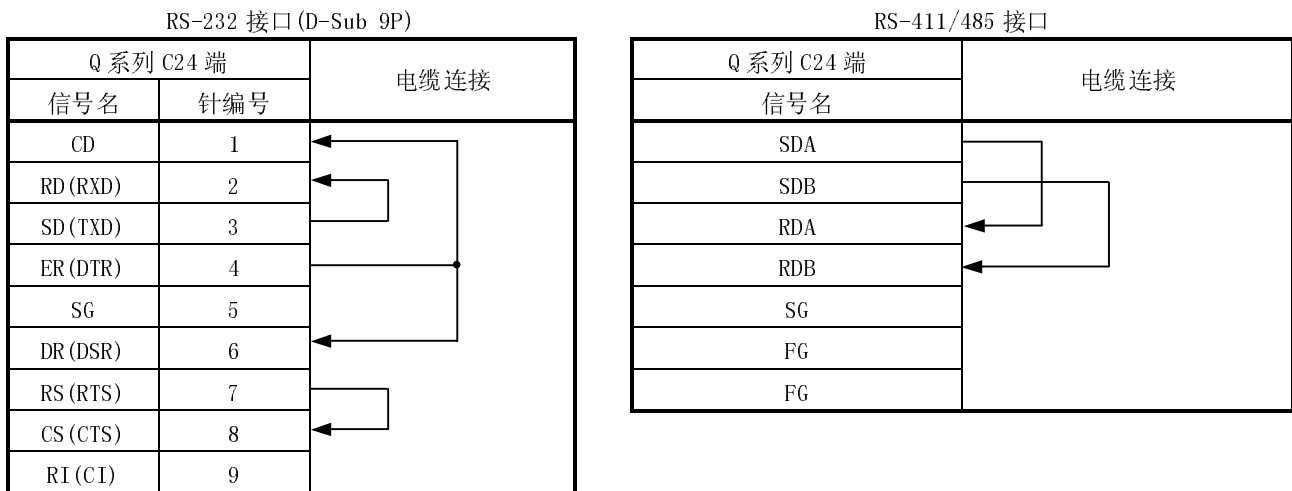 RS-232 接口(D-Sub 9P)
Q 系列 C24 端 电缆连接
信号名 针编号
CD 1
RD(RXD) 2
SD(TXD) 3
ER(DTR) 4
SG 5
DR(DSR) 6
RS(RTS) 7
CS(CTS) 8
RI(CI) 9
RS-411/485 接口
Q 系列 C24 端 电缆连接
信号名
SDA
SDB
RDA
RDB
SG
FG
FG